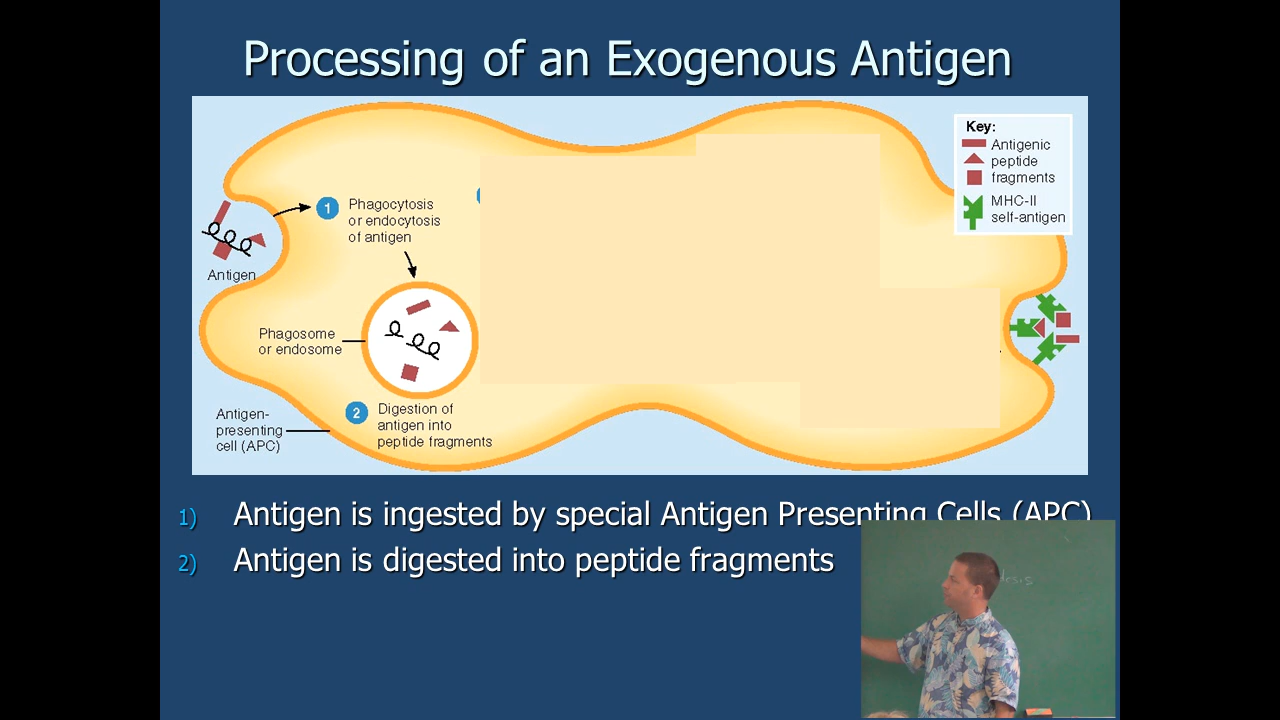 Processing of an Exogenous Antigen
Key:
Antigenic
peptide
fragments
MHC-II
self-antigen
1
Phagocytosis
or endocytosis
of antigen
Antigen
Phagosome
or endosome
2
Digestion of
antigen into
peptide fragments
Antigen-
presenting
cell (APC)
1) Antigen is ingested by special Antigen Presenting Cells (APC)
2) Antigen is digested into peptide fragments